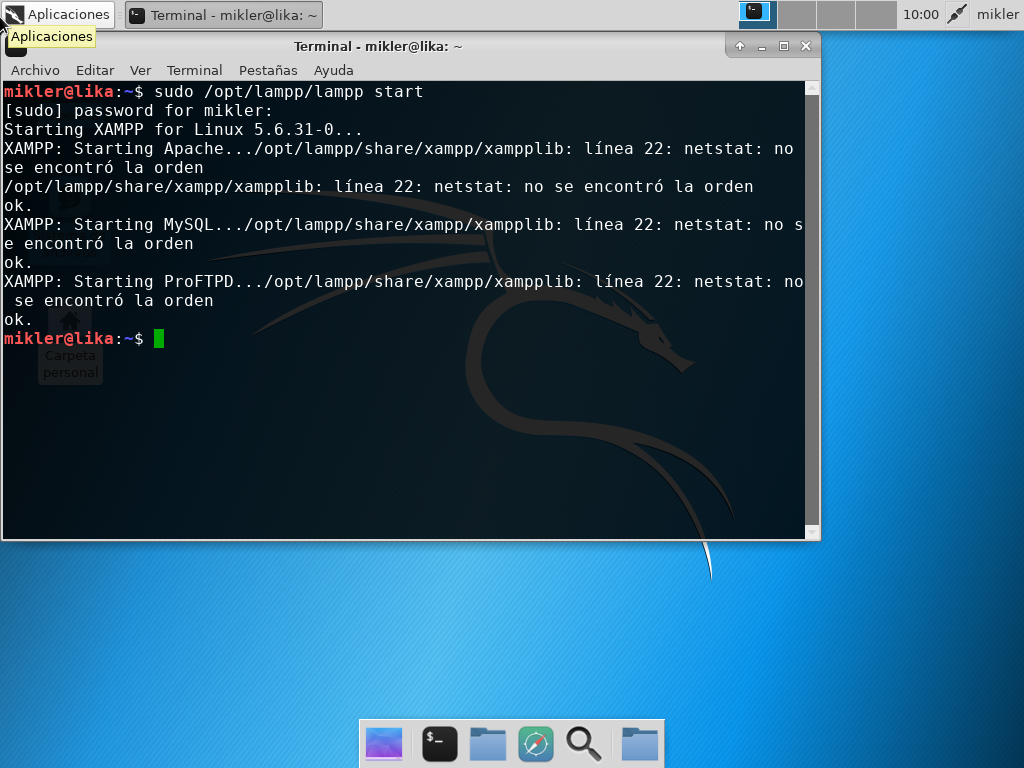 Aplicaciones
Terminal - mikler@lika: ~
10:00
mikler
Aplicaciones
Terminal - mikler@lika: ~
Archivo Editar Ver Terminal Pestañas Ayuda
mikler@lika:~$ sudo /opt/lampp/lampp start
[sudo] password for mikler:
Starting XAMPP for Linux 5.6.31-0...
XAMPP: Starting Apache.../opt/lampp/share/xampp/xampplib: línea 22: netstat: no
se encontró la orden
/opt/lampp/share/xampp/xampplib: línea 22: netstat: no se encontró la orden
ok.
XAMPP: Starting MySQL.../opt/lampp/share/xampp/xampplib: línea 22: netstat: no s
e encontró la orden
ok.
XAMPP: Starting ProFTPD.../opt/lampp/share/xampp/xampplib: línea 22: netstat: no
 se encontró la orden
ok.
mikler@lika:~$
Carpeta
personal
$_